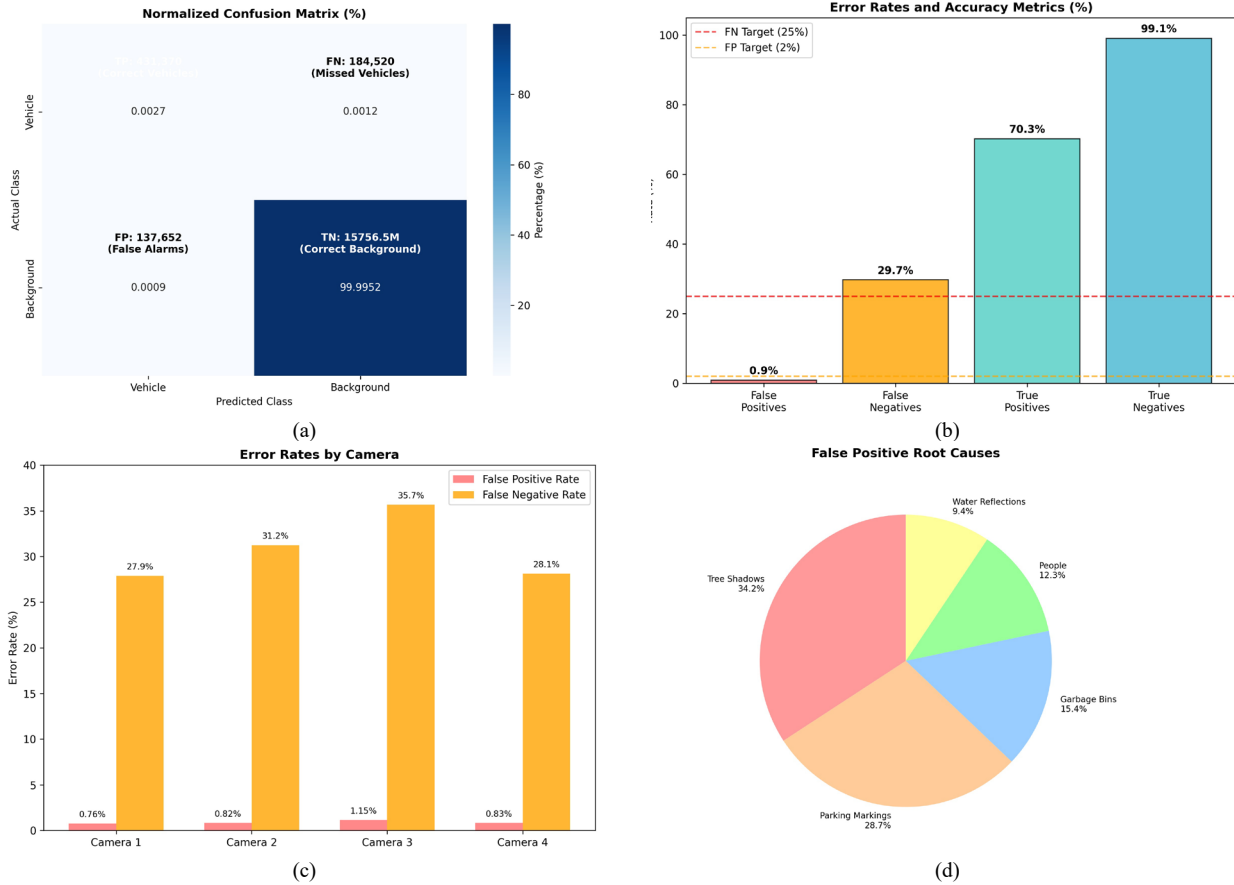 Normalized Confusion Matrix (%)
FN: 184,520
(Missed Vehicles)
0.0027
0.0012
Vehicle
FP: 137,652
(False Alarms)
TN: 15756.5M
(Correct Background)
0.0009
99.9952
Background
Actual Class
Vehicle
Background
Predicted Class
80
60
40
20
Percentage (%)
(a)
Error Rates and Accuracy Metrics (%)
FN Target (25%)
FP Target (2%)
100
80
60
40
20
0
0.9%
29.7%
70.3%
99.1%
False
Positives
False
Negatives
True
Positives
True
Negatives
(b)
Error Rates by Camera
False Positive Rate
False Negative Rate
Error Rate (%)
40
35
30
25
20
15
10
5
0
0.76%
27.9%
0.82%
31.2%
1.15%
35.7%
0.83%
28.1%
Camera 1
Camera 2
Camera 3
Camera 4
(c)
False Positive Root Causes
Water Reflections
9.4%
People
12.3%
Tree Shadows
34.2%
Garbage Bins
15.4%
Parking Markings
28.7%
(d)